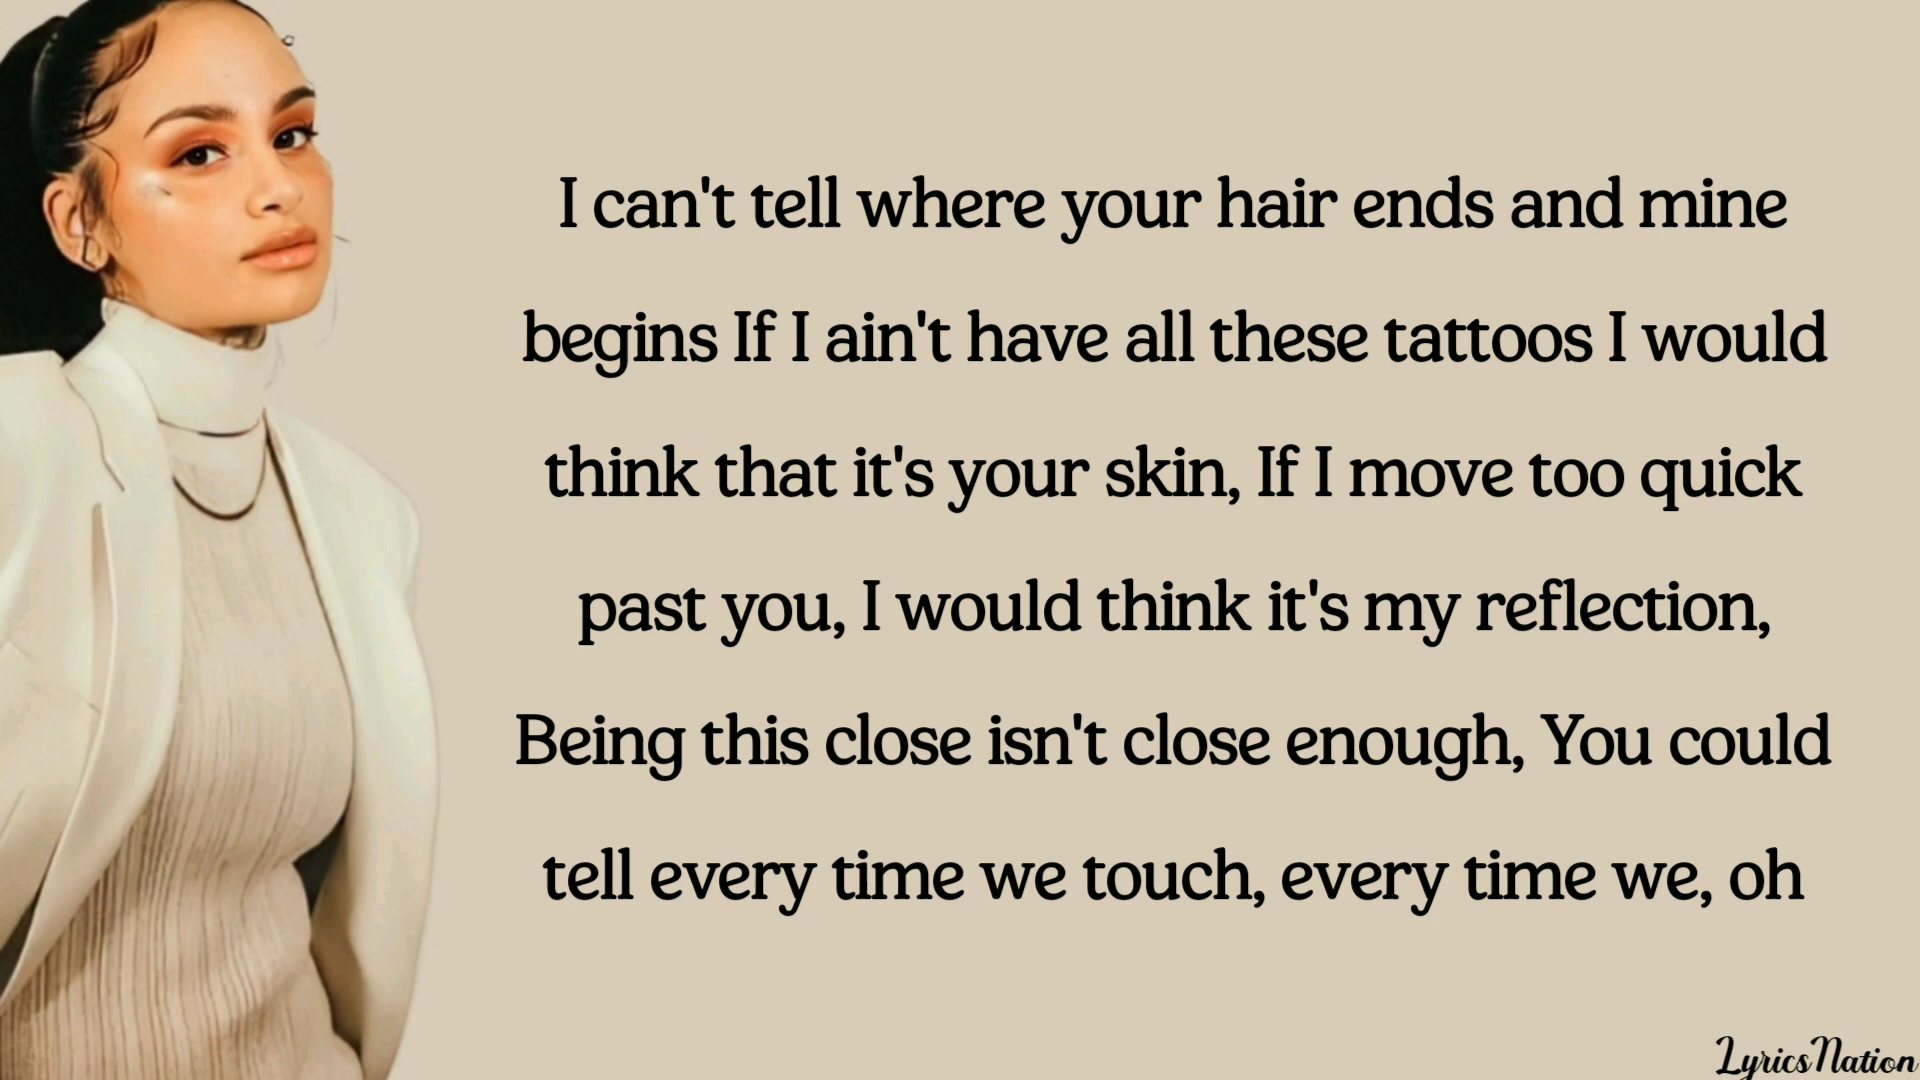 I can't tell where your hair ends and mine
begins If I ain't have all these tattoos I would
think that it's your skin, If I move too quick
past you, I would think it's my reflection,
Being this close isn't close enough, You could
tell every time we touch, every time we, oh
LyricsNation